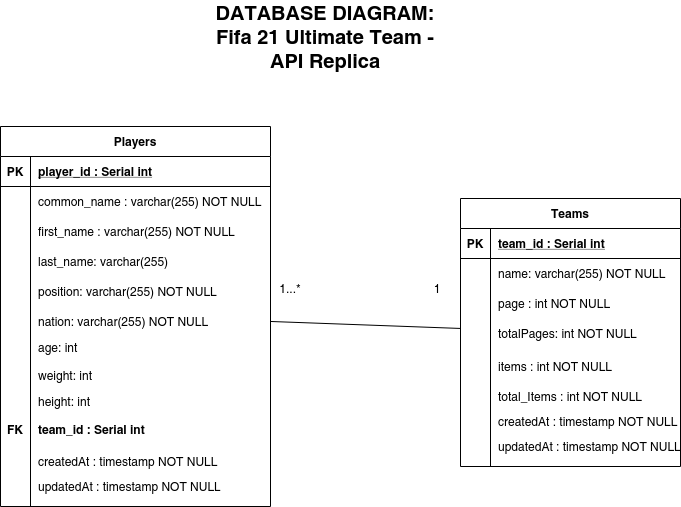 DATABASE DIAGRAM:
Fifa 21 Ultimate Team -
API Replica
Players
PK player_id : Serial int
common_name : varchar(255) NOT NULL
first_name : varchar(255) NOT NULL
last_name: varchar(255)
position: varchar(255) NOT NULL
nation: varchar(255) NOT NULL
age: int
weight: int
height: int
FK team_id : Serial int
createdAt : timestamp NOT NULL
updatedAt : timestamp NOT NULL
1...*
1
Teams
PK team_id : Serial int
name: varchar(255) NOT NULL
page : int NOT NULL
totalPages: int NOT NULL
items : int NOT NULL
total_Items : int NOT NULL
createdAt : timestamp NOT NULL
updatedAt : timestamp NOT NULL